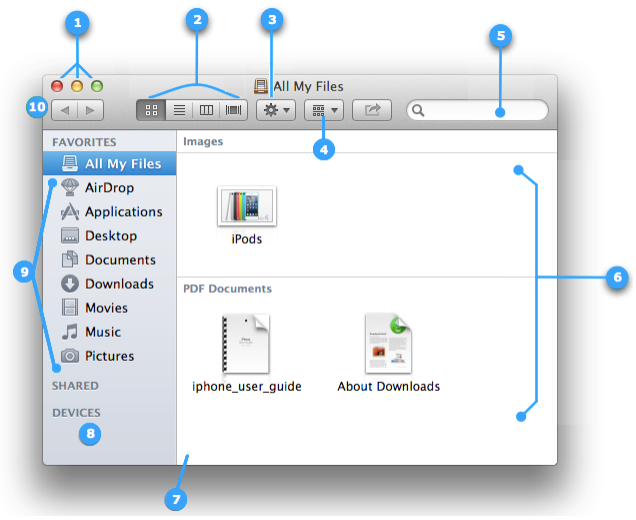 1
2
3
5
All My Files
10
4
FAVORITES
Images
All My Files
AirDrop
Applications
Desktop
iPods
Documents
9
6
Downloads
PDF Documents
Movies
Music
Pictures
SHARED
iphone_user_guide
About Downloads
DEVICES
8
7